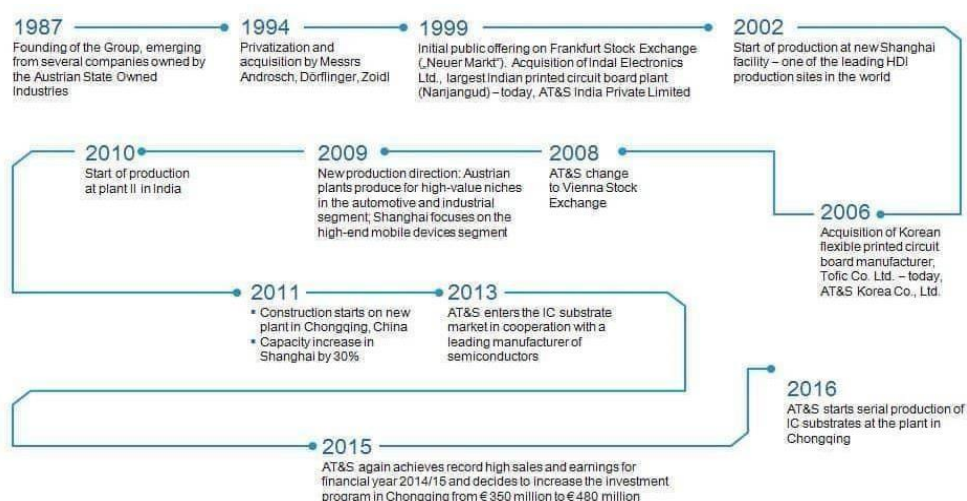 1987
Founding of the Group, emerging
from several companies owned by
the Austrian State Owned
Industries
1994
Privatization and
acquisition by Messrs
Androsch, Dörflinger, Zoidl
1999
Initial public offering on Frankfurt Stock Exchange
(„Neuer Markt"). Acquisition of Indal Electronics
Ltd., largest Indian printed circuit board plant
(Nanjangud) – today, AT&S India Private Limited
2002
Start of production at new Shanghai
facility – one of the leading HDI
production sites in the world
2006
Acquisition of Korean
flexible printed circuit
board manufacturer,
Tofic Co. Ltd. – today,
AT&S Korea Co., Ltd.
2008
AT&S change
to Vienna Stock
Exchange
2009
New production direction: Austrian
plants produce for high-value niches
in the automotive and industrial
segment; Shanghai focuses on the
high-end mobile devices segment
2010
Start of production
at plant II in India
2011
▪ Construction starts on new
plant in Chongqing, China
▪ Capacity increase in
Shanghai by 30%
2013
AT&S enters the IC substrate
market in cooperation with a
leading manufacturer of
semiconductors
2015
AT&S again achieves record high sales and earnings for
financial year 2014/15 and decides to increase the investment
program in Chongqing from € 350 million to € 480 million
2016
AT&S starts serial production of
IC substrates at the plant in
Chongqing